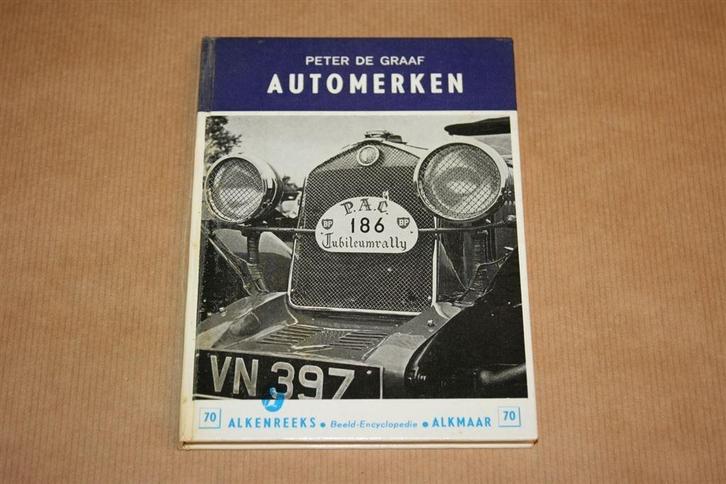 PETER DE GRAAF
AUTOMERKEN
P.A.C.
BP 186 BP
Jubileumrally
VN 397
70 ALKENREEKS • Beeld-Encyclopedie • ALKMAAR 70